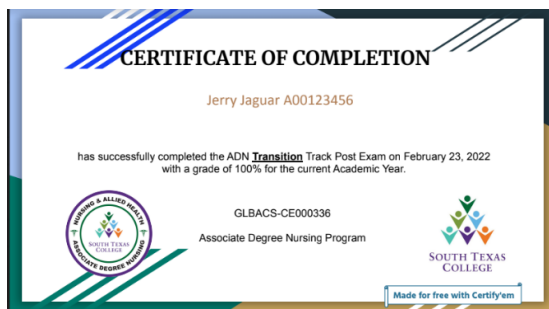 CERTIFICATE OF COMPLETION
Jerry Jaguar A00123456
has successfully completed the ADN Transition Track Post Exam on February 23, 2022
with a grade of 100% for the current Academic Year.
NURSING & ALLIED HEALTH
SOUTH TEXAS
COLLEGE
ASSOCIATE DEGREE NURSING
GLBACS-CE000336
Associate Degree Nursing Program
SOUTH TEXAS
COLLEGE
Made for free with Certify'em